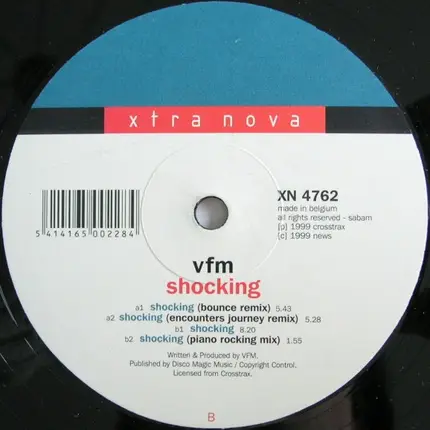 xtra nova
XN 4762
made in belgium
all rights reserved - sabam
[p] 1999 crosstrax
[c] 1999 news
5 414165 002284
vfm
shocking
a1 shocking (bounce remix) 5.43
a2 shocking (encounters journey remix) 5.28
b1 shocking 8.20
b2 shocking (piano rocking mix) 1.55
Written & Produced by VFM.
Published by Disco Magic Music / Copyright Control.
Licensed from Crosstrax.
B